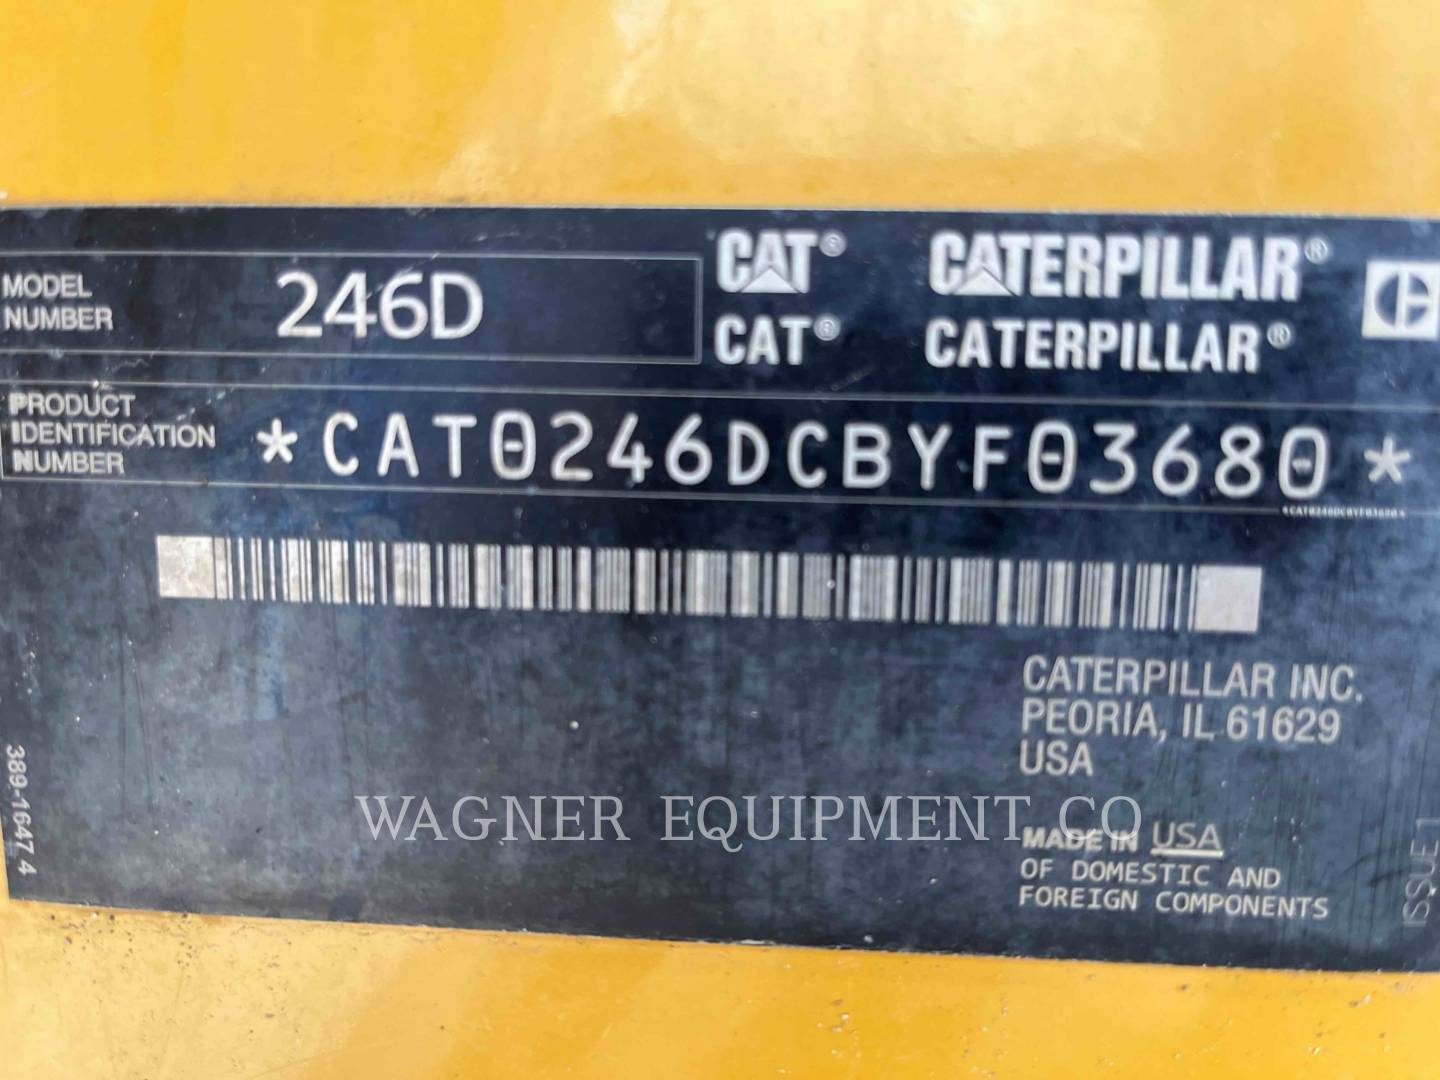 MODEL NUMBER 246D
CAT® CATERPILLAR®
CAT® CATERPILLAR®
PRODUCT
IDENTIFICATION
NUMBER
*CAT0246DCBYF03680*
*CAT0246DCBYF03680*
CATERPILLAR INC.
PEORIA, IL 61629
USA
MADE IN USA
OF DOMESTIC AND
FOREIGN COMPONENTS
389-1647 4
ISSUE 1
WAGNER EQUIPMENT CO